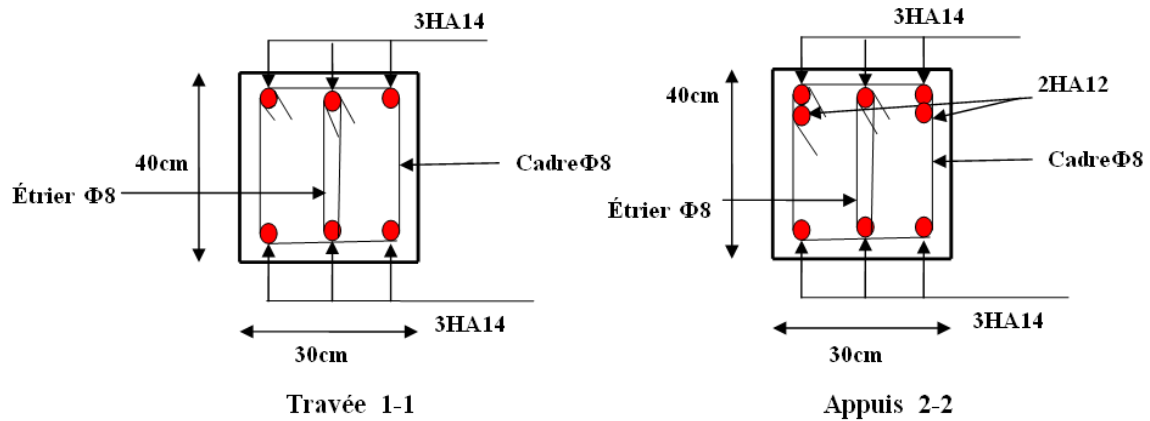 3HA14
40cm
Étrier Φ8
CadreΦ8
3HA14
30cm
Travée 1-1
3HA14
40cm
2HA12
CadreΦ8
Étrier Φ8
3HA14
30cm
Appuis 2-2